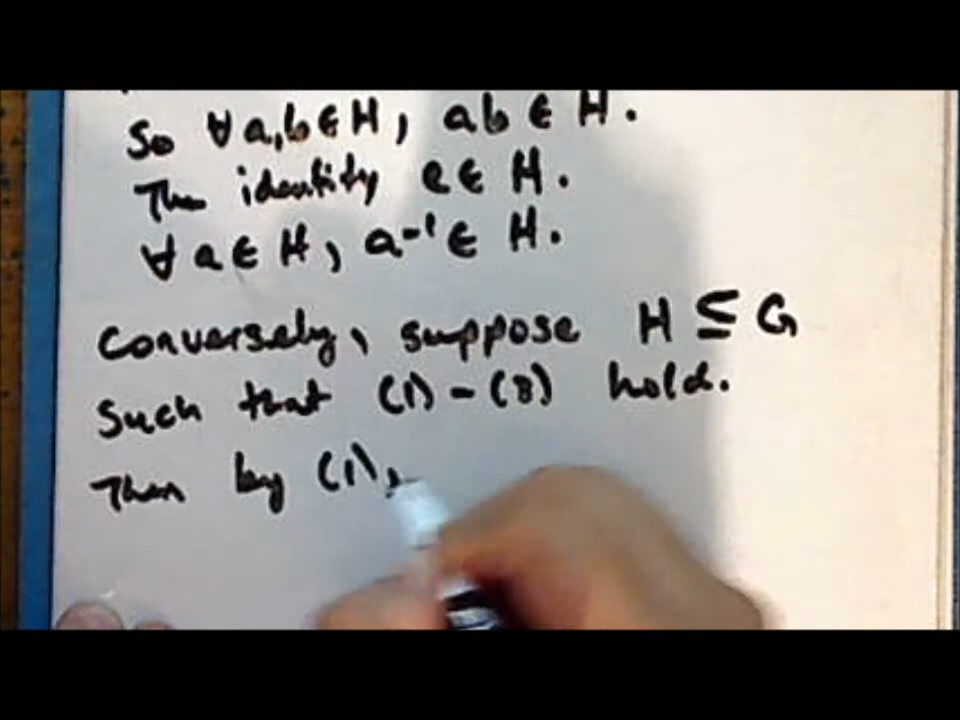 So ∀ a,b ∈ H, ab ∈ H.
The identity e ∈ H.
∀ a ∈ H, a⁻¹ ∈ H.
Conversely, suppose H ⊆ G
Such that (1) - (3) hold.
Then by (1),